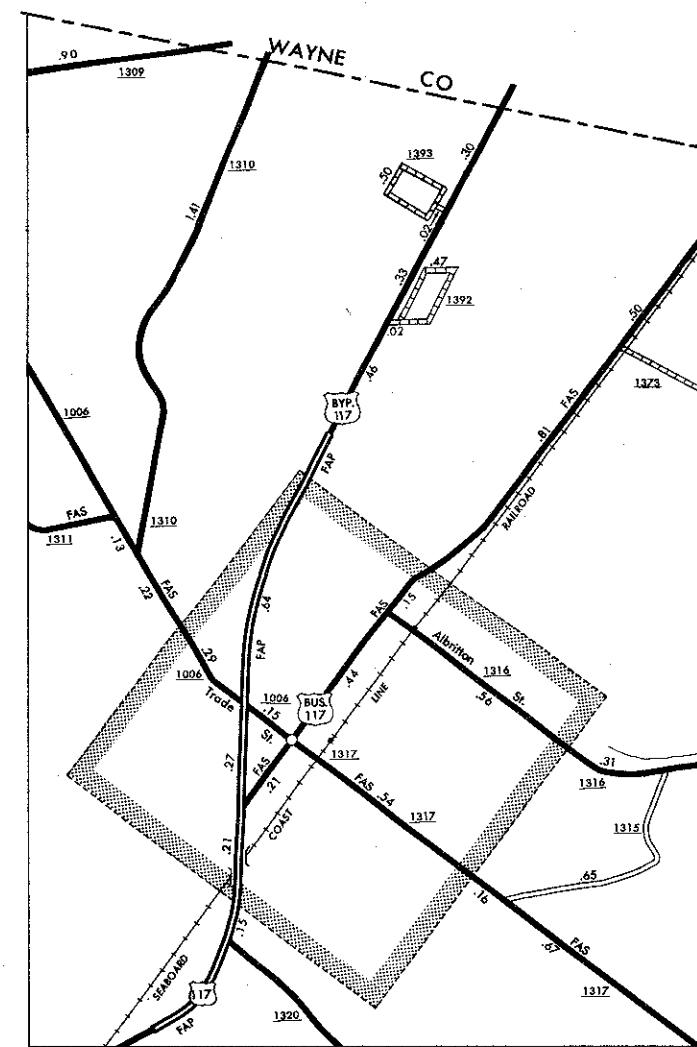 WAYNE CO
.90
1309
1310
1.41
1393
.50
.30
.02
.33
.47
1392
.02
.46
.50
1373
BYP.
117
FAP
FAS
.81
RAILROAD
1006
FAS
1311
.13
1310
.22
FAS
.64
FAP
.29
1006
Trade St.
1006
.15
BUS.
117
.44
FAS
.15
LINE
Albritton St.
1316
.56
.31
1316
.27
FAS
.21
1317
COAST
FAS
.54
1317
1315
.65
.16
.21
.15
.67
FAS
1317
SEABOARD
117
FAP
1320